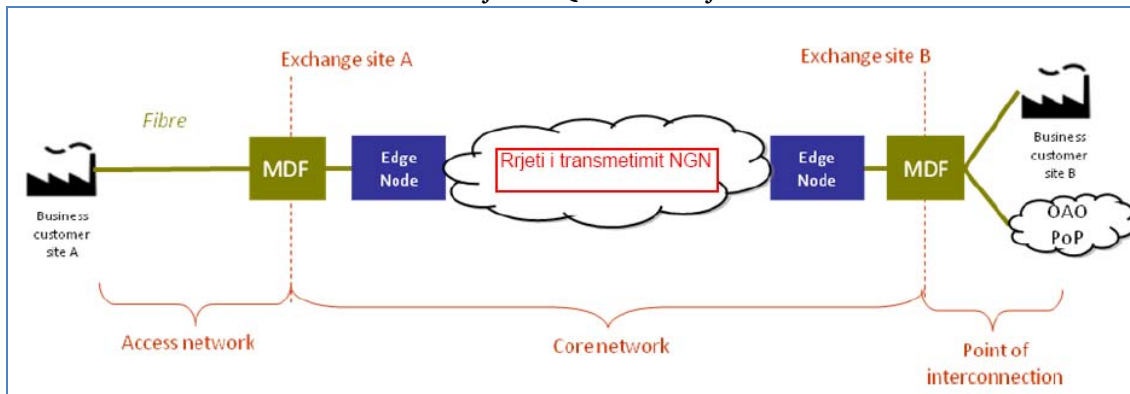 Exchange site A
Exchange site B
Fibre
MDF
Edge
Node
Rrjeti i transmetimit NGN
Edge
Node
MDF
Business
customer
site A
Business
customer
site B
OAO
PoP
Access network
Core network
Point of
interconnection